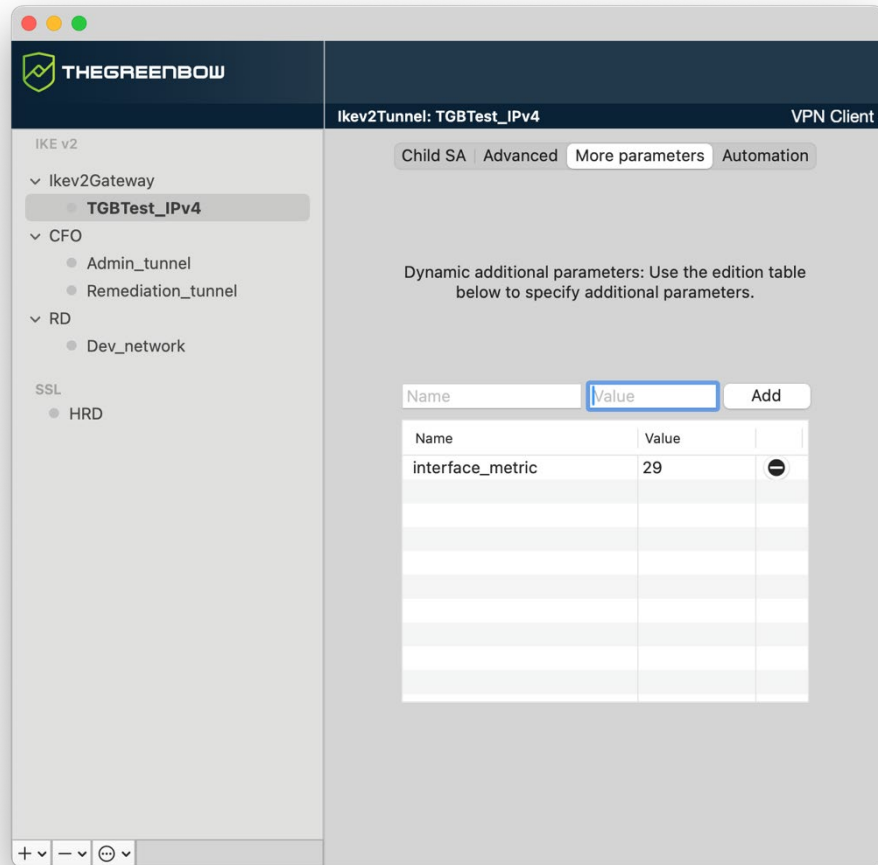 THEGREENBOW
Ikev2Tunnel: TGBTest_IPv4
VPN Client
IKE v2
Ikev2Gateway
TGBTest_IPv4
CFO
Admin_tunnel
Remediation_tunnel
RD
Dev_network
SSL
HRD
Child SA Advanced More parameters Automation
Dynamic additional parameters: Use the edition table
below to specify additional parameters.
Name Value Add
Name Value
interface_metric 29